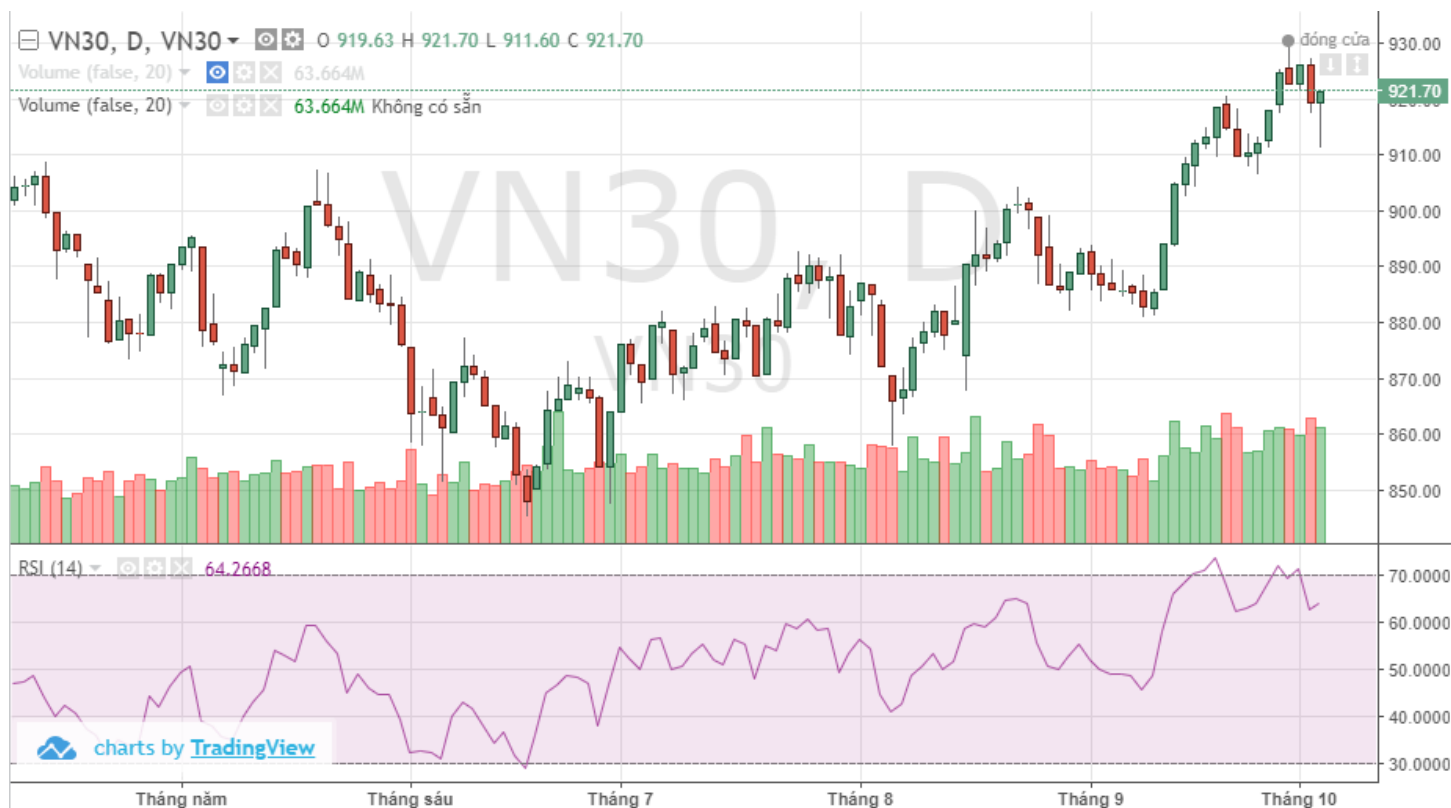 VN30, D, VN30 O 919.63 H 921.70 L 911.60 C 921.70
Volume (false, 20) 63.664M
Volume (false, 20) 63.664M Không có sẵn
đóng cửa
VN30, D
VN30
930.00
921.70
920.00
910.00
900.00
890.00
880.00
870.00
860.00
850.00
RSI (14) 64.2668
70.0000
60.0000
50.0000
40.0000
30.0000
charts by TradingView
Tháng năm Tháng sáu Tháng 7 Tháng 8 Tháng 9 Tháng 10